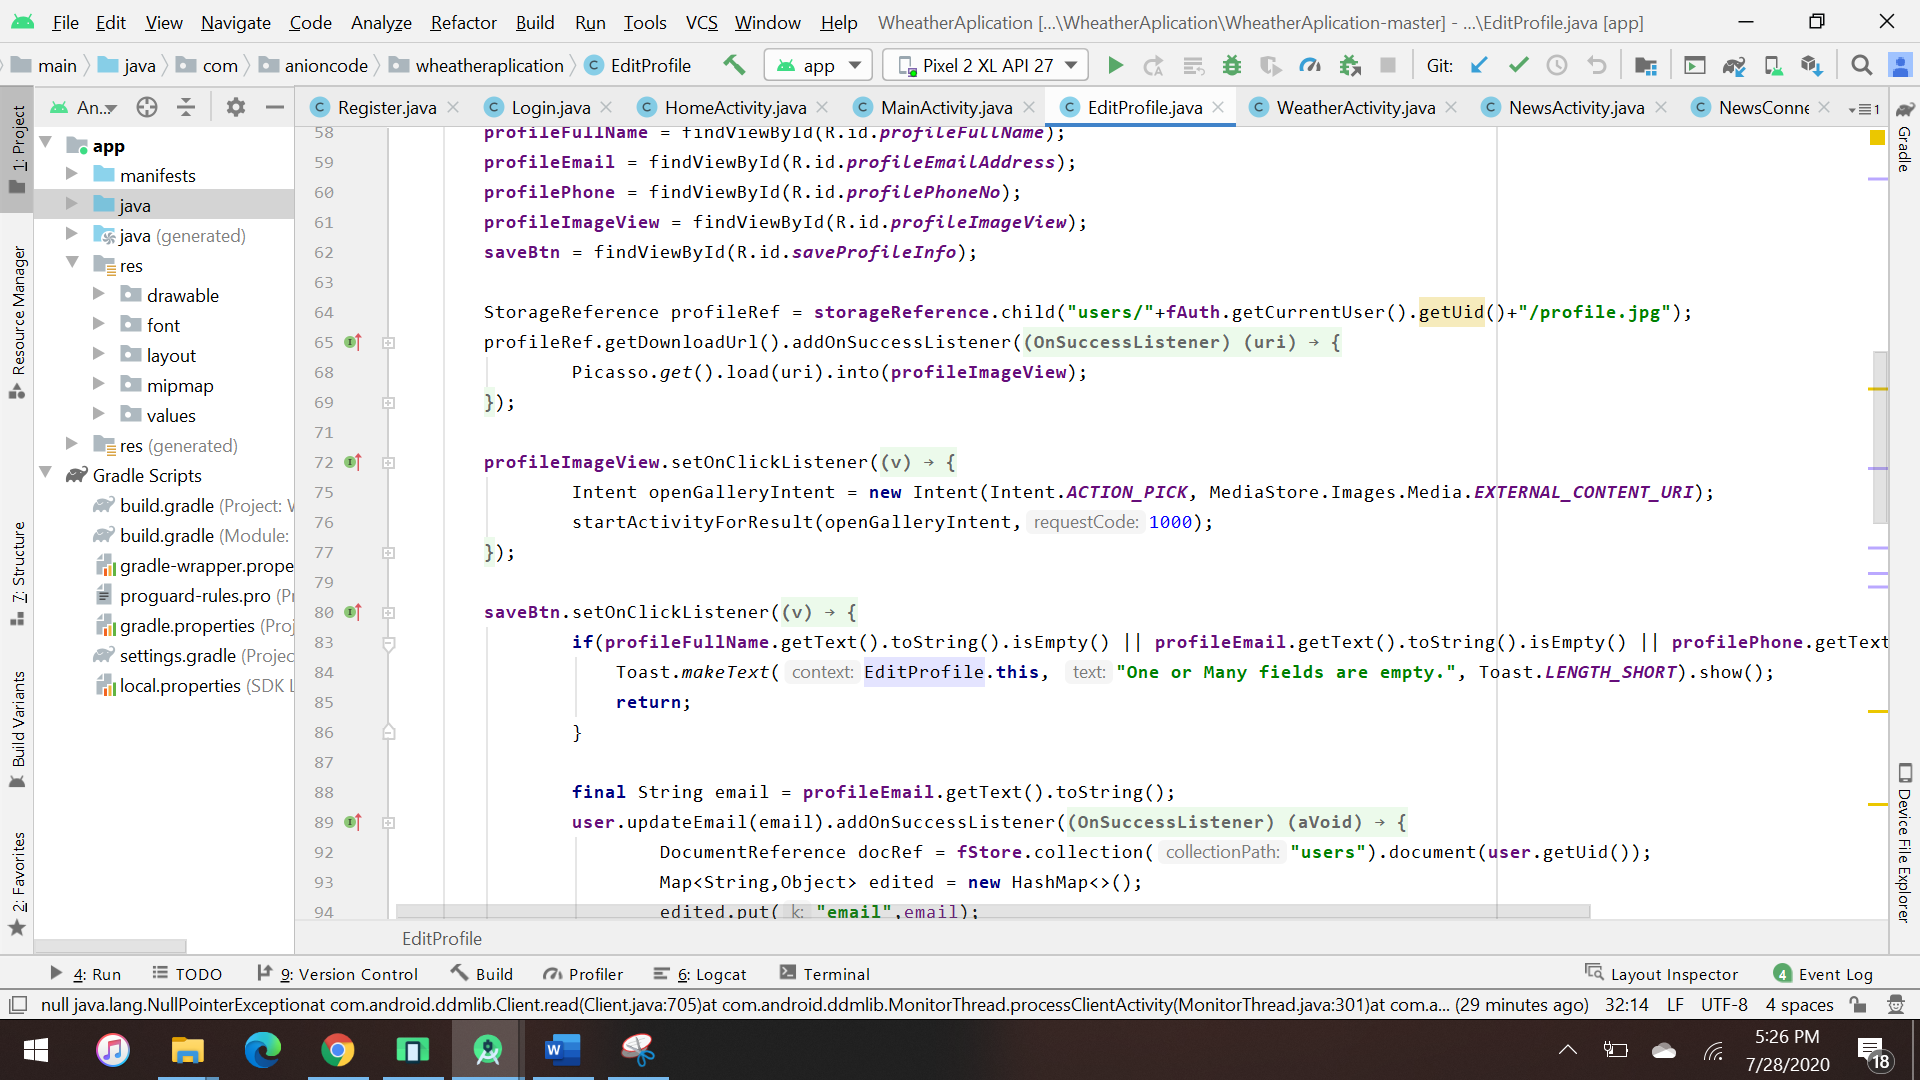 File Edit View Navigate Code Analyze Refactor Build Run Tools VCS Window Help WheatherAplication [...\WheatherAplication\WheatherAplication-master] - ...\EditProfile.java [app]
main java com anioncode wheatheraplication EditProfile app Pixel 2 XL API 27 Git:
An... Register.java Login.java HomeActivity.java MainActivity.java EditProfile.java WeatherActivity.java NewsActivity.java NewsConne 1
1: Project
Resource Manager
7: Structure
Build Variants
2: Favorites
app
manifests
java
java (generated)
res
drawable
font
layout
mipmap
values
res (generated)
Gradle Scripts
build.gradle (Project: W
build.gradle (Module:
gradle-wrapper.prope
proguard-rules.pro (Pr
gradle.properties (Proj
settings.gradle (Projec
local.properties (SDK L
58 profileFullName = findViewById(R.id.profileFullName);
59 profileEmail = findViewById(R.id.profileEmailAddress);
60 profilePhone = findViewById(R.id.profilePhoneNo);
61 profileImageView = findViewById(R.id.profileImageView);
62 saveBtn = findViewById(R.id.saveProfileInfo);
63
64 StorageReference profileRef = storageReference.child("users/"+fAuth.getCurrentUser().getUid()+"/profile.jpg");
65 profileRef.getDownloadUrl().addOnSuccessListener((OnSuccessListener) (uri) → {
68 Picasso.get().load(uri).into(profileImageView);
69 });
71
72 profileImageView.setOnClickListener((v) → {
75 Intent openGalleryIntent = new Intent(Intent.ACTION_PICK, MediaStore.Images.Media.EXTERNAL_CONTENT_URI);
76 startActivityForResult(openGalleryIntent, requestCode: 1000);
77 });
79
80 saveBtn.setOnClickListener((v) → {
83 if(profileFullName.getText().toString().isEmpty() || profileEmail.getText().toString().isEmpty() || profilePhone.getText
84 Toast.makeText( context: EditProfile.this, text: "One or Many fields are empty.", Toast.LENGTH_SHORT).show();
85 return;
86 }
87
88 final String email = profileEmail.getText().toString();
89 user.updateEmail(email).addOnSuccessListener((OnSuccessListener) (aVoid) → {
92 DocumentReference docRef = fStore.collection( collectionPath: "users").document(user.getUid());
93 Map<String,Object> edited = new HashMap<>();
94 edited.put( k: "email",email);
EditProfile
Gradle
Device File Explorer
4: Run TODO 9: Version Control Build Profiler 6: Logcat Terminal Layout Inspector 4 Event Log
null java.lang.NullPointerExceptionat com.android.ddmlib.Client.read(Client.java:705)at com.android.ddmlib.MonitorThread.processClientActivity(MonitorThread.java:301)at com.a... (29 minutes ago) 32:14 LF UTF-8 4 spaces
W
5:26 PM
7/28/2020
18